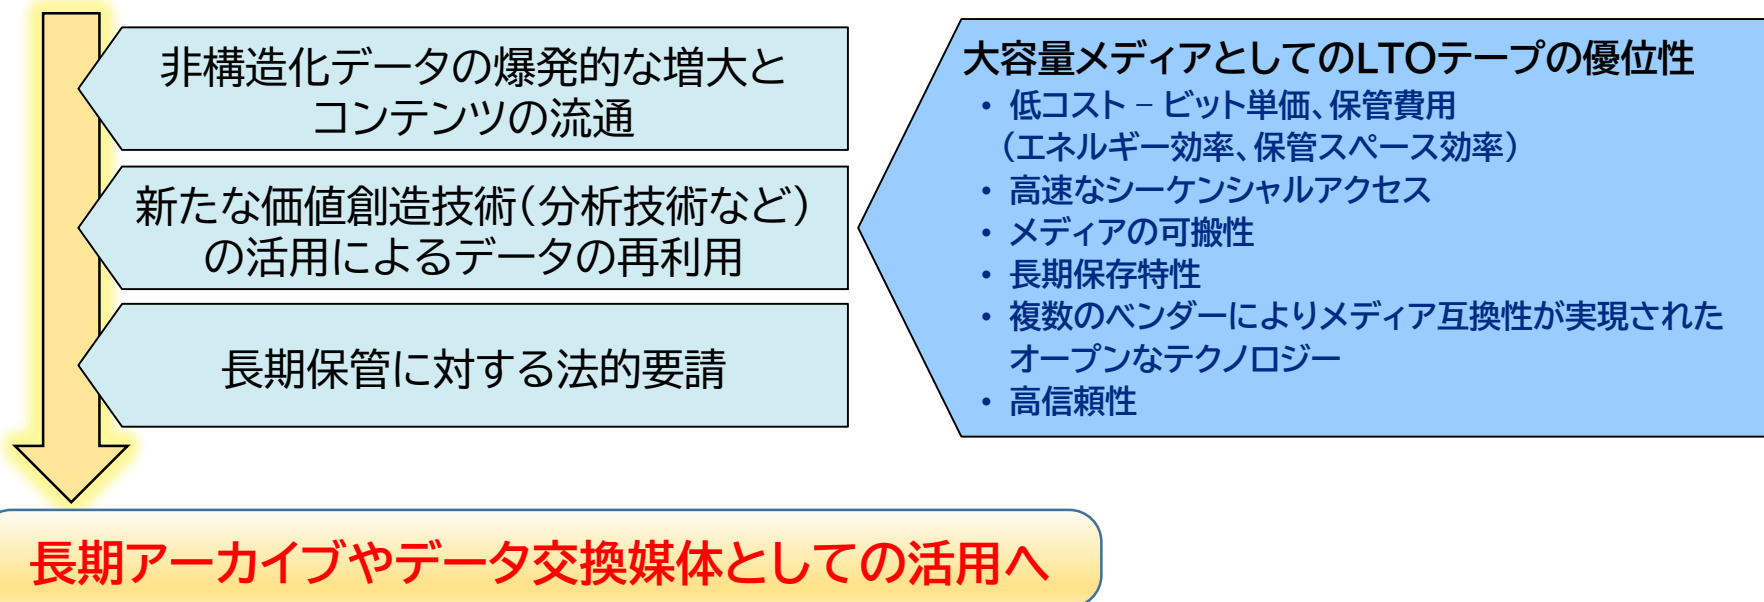 非構造化データの爆発的な増大と
コンテンツの流通
新たな価値創造技術(分析技術など)
の活用によるデータの再利用
長期保管に対する法的要請
大容量メディアとしてのLTOテープの優位性
・ 低コスト – ビット単価、保管費用
(エネルギー効率、保管スペース効率)
・ 高速なシーケンシャルアクセス
・ メディアの可搬性
・ 長期保存特性
・ 複数のベンダーによりメディア互換性が実現された
オープンなテクノロジー
・ 高信頼性
長期アーカイブやデータ交換媒体としての活用へ